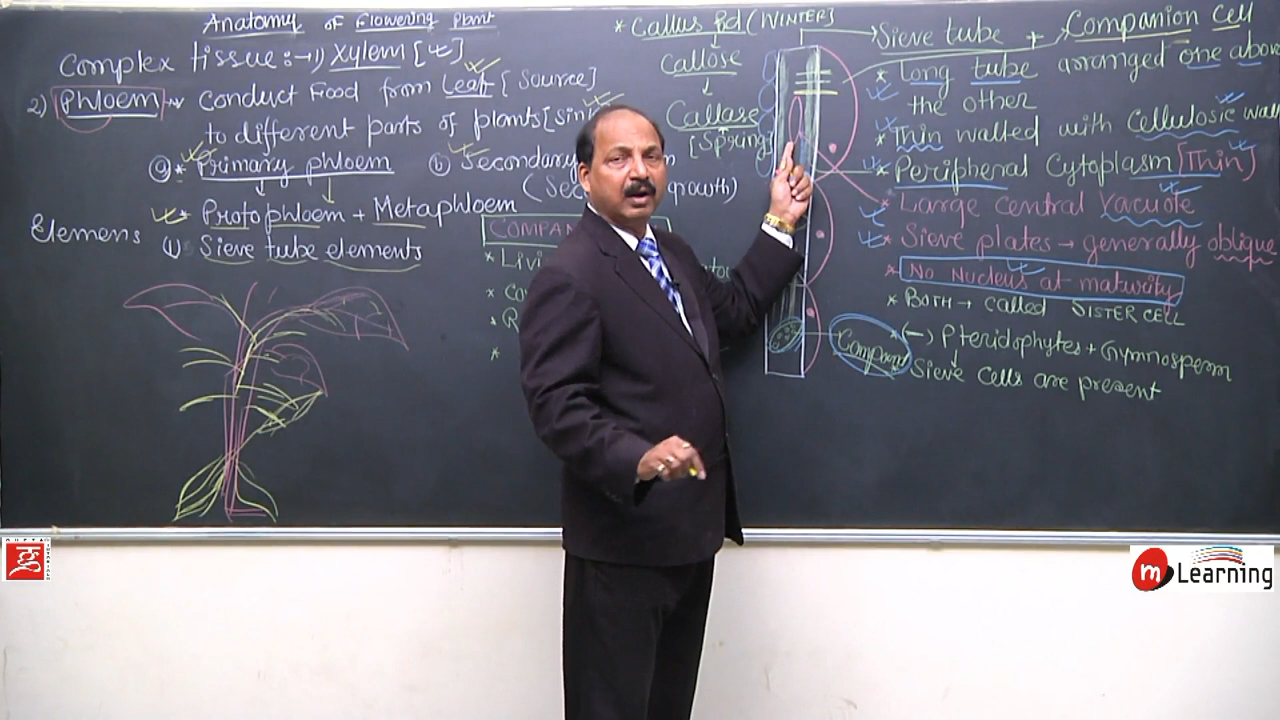 Anatomy of Flowering Plant
Complex tissue:→1) Xylem
2) Phloem → Conduct Food from Leaf [Source]
to different parts of plants [sin
a * Primary phloem b Secondary
growth)
* Protophloem + Metaphloem
Elemens (1) Sieve tube elements
COMPAN
* Livi
* Co
* R
*
* Callus Pd (WINTER]
Callose
↓
Callase
[Spring]
Sieve tube + Companion Cell
* Long tube arranged one above
the other
* Thin walled with Cellulosic wall
* Peripheral Cytoplasm [Thin]
* Large central Vacuole
* Sieve plates → generally oblique
* No Nucleus at maturity
* BOTH → called SISTER CELL
* (-) Pteridophytes + Gymnosperm
↓
Sieve Cells are present
Compani
m Learning